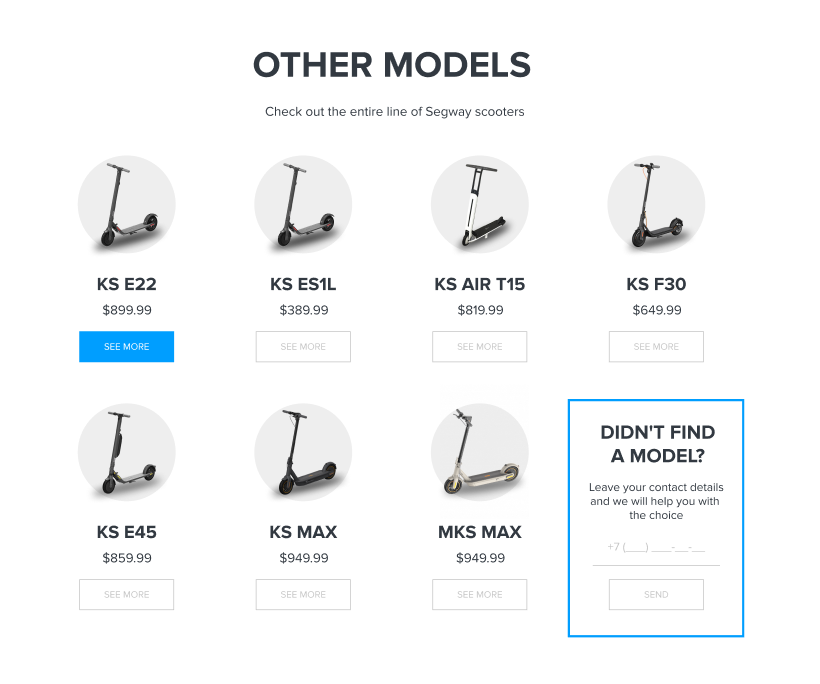 OTHER MODELS
Check out the entire line of Segway scooters
KS E22
$899.99
SEE MORE
KS ES1L
$389.99
SEE MORE
KS AIR T15
$819.99
SEE MORE
KS F30
$649.99
SEE MORE
KS E45
$859.99
SEE MORE
KS MAX
$949.99
SEE MORE
MKS MAX
$949.99
SEE MORE
DIDN'T FIND
A MODEL?
Leave your contact details
and we will help you with
the choice
+7 (___) ___-__-__
SEND